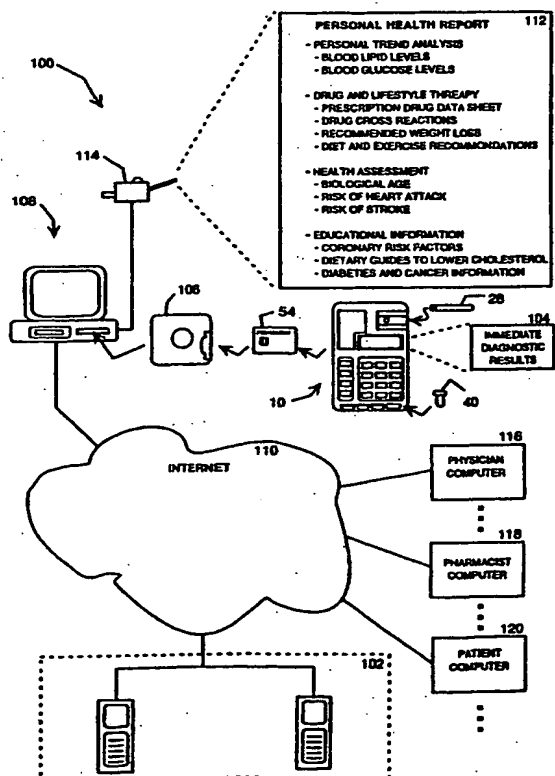 PERSONAL HEALTH REPORT 112
- PERSONAL TREND ANALYSIS
- BLOOD LIPID LEVELS
- BLOOD GLUCOSE LEVELS
- DRUG AND LIFESTYLE THREAPY
- PRESCRIPTION DRUG DATA SHEET
- DRUG CROSS REACTIONS
- RECOMMENDED WEIGHT LOSS
- DIET AND EXERCISE RECOMMONDATIONS
- HEALTH ASSESSMENT
- BIOLOGICAL AGE
- RISK OF HEART ATTACK
- RISK OF STROKE
- EDUCATIONAL INFORMATION
- CORONARY RISK FACTORS
- DIETARY GUIDES TO LOWER CHOLESTEROL
- DIABETIES AND CANCER INFORMATION
100
114
108
106
54
28
104
IMMEDIATE
DIAGNOSTIC
RESULTS
10
40
110
INTERNET
116
PHYSICIAN
COMPUTER
118
PHARMACIST
COMPUTER
120
PATIENT
COMPUTER
102